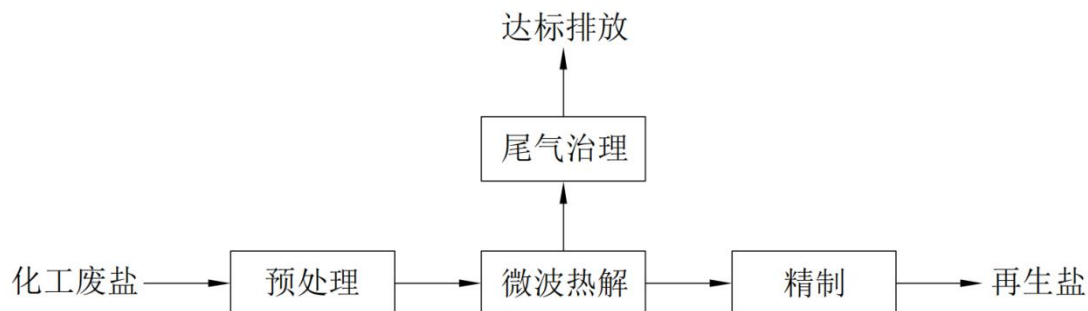 达标排放
尾气治理
化工废盐
预处理
微波热解
精制
再生盐